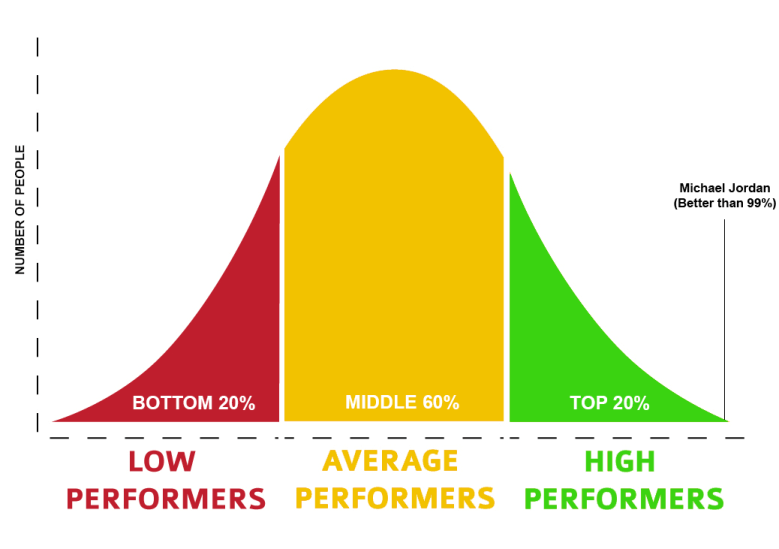 NUMBER OF PEOPLE
Michael Jordan
(Better than 99%)
BOTTOM 20%
MIDDLE 60%
TOP 20%
LOW
PERFORMERS
AVERAGE
PERFORMERS
HIGH
PERFORMERS